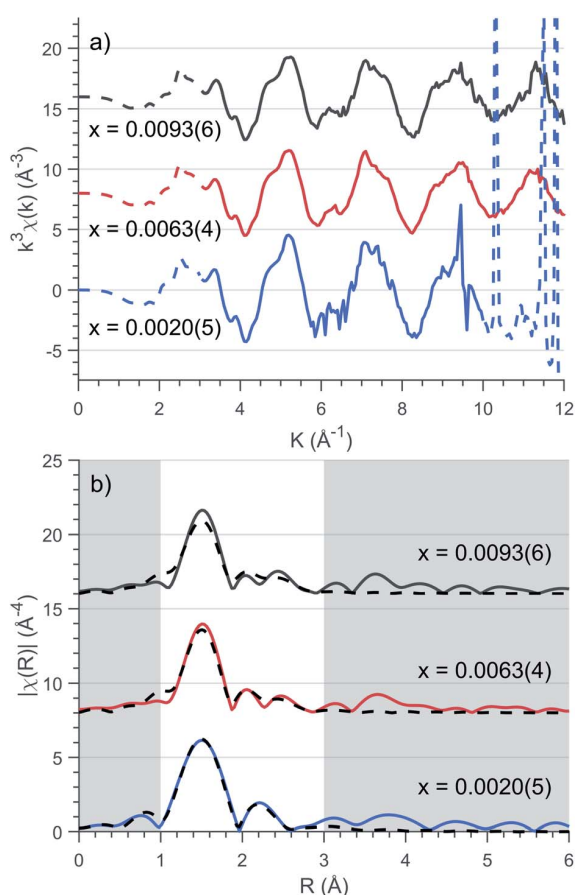 a)
20
15
10
5
0
-5
k³χ(k) (Å⁻³)
x = 0.0093(6)
x = 0.0063(4)
x = 0.0020(5)
0 2 4 6 8 10 12
K (Å⁻¹)
b)
25
20
15
10
5
0
|χ(R)| (Å⁻⁴)
x = 0.0093(6)
x = 0.0063(4)
x = 0.0020(5)
0 1 2 3 4 5 6
R (Å)